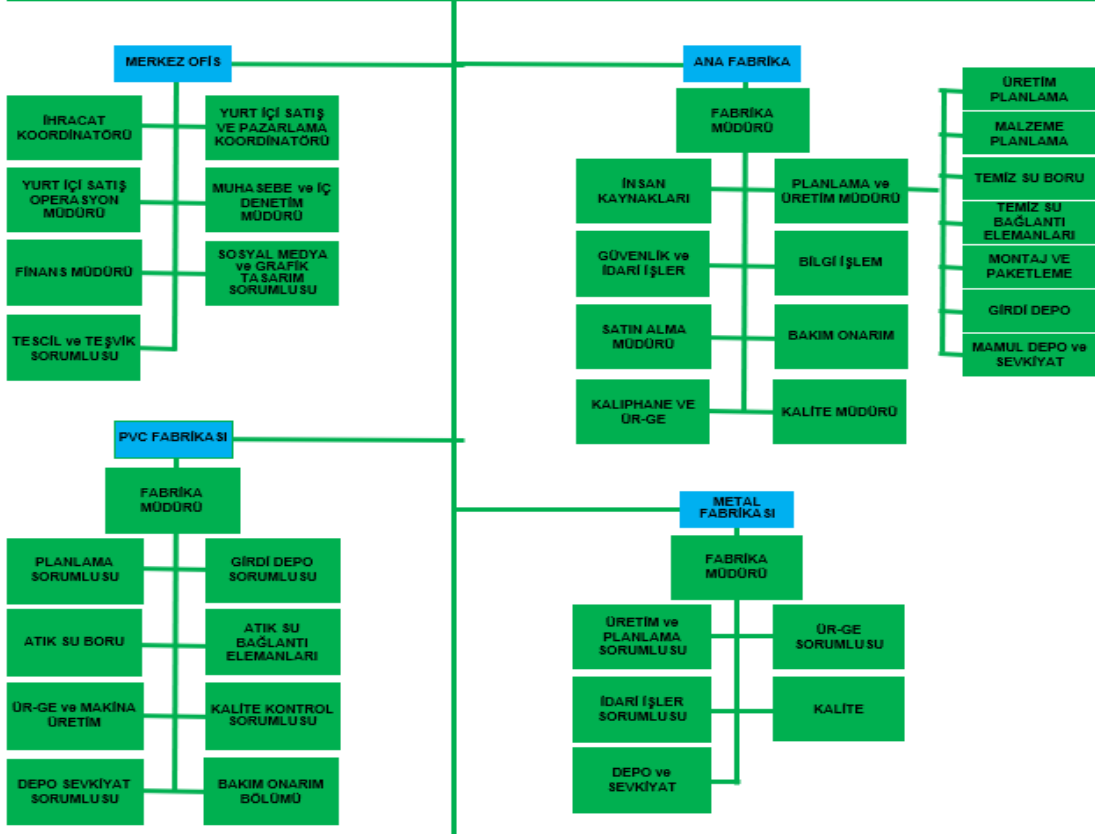 MERKEZ OFİS
İHRACAT
KOORDİNATÖRÜ
YURT İÇİ SATIŞ
VE PAZARLAMA
KOORDİNATÖRÜ
YURT İÇİ SATIŞ
OPERASYON
MÜDÜRÜ
MUHASEBE ve İÇ
DENETİM
MÜDÜRÜ
FİNANS MÜDÜRÜ
SOSYAL MEDYA
ve GRAFİK
TASARIM
SORUMLUSU
TESCİL ve TEŞVİK
SORUMLUSU
ANA FABRİKA
FABRİKA
MÜDÜRÜ
İNSAN
KAYNAKLARI
PLANLAMA ve
ÜRETİM MÜDÜRÜ
GÜVENLİK ve
İDARİ İŞLER
BİLGİ İŞLEM
SATIN ALMA
MÜDÜRÜ
BAKIM ONARIM
KALIPHANE VE
ÜR-GE
KALİTE MÜDÜRÜ
ÜRETİM
PLANLAMA
MALZEME
PLANLAMA
TEMİZ SU BORU
TEMİZ SU
BAĞLANTI
ELEMANLARI
MONTAJ VE
PAKETLEME
GİRDİ DEPO
MAMUL DEPO ve
SEVKİYAT
PVC FABRİKASI
FABRİKA
MÜDÜRÜ
PLANLAMA
SORUMLUSU
GİRDİ DEPO
SORUMLUSU
ATIK SU BORU
ATIK SU
BAĞLANTI
ELEMANLARI
ÜR-GE ve MAKİNA
ÜRETİM
KALİTE KONTROL
SORUMLUSU
DEPO SEVKİYAT
SORUMLUSU
BAKIM ONARIM
BÖLÜMÜ
METAL
FABRİKASI
FABRİKA
MÜDÜRÜ
ÜRETİM ve
PLANLAMA
SORUMLUSU
ÜR-GE
SORUMLUSU
İDARİ İŞLER
SORUMLUSU
KALİTE
DEPO ve
SEVKİYAT